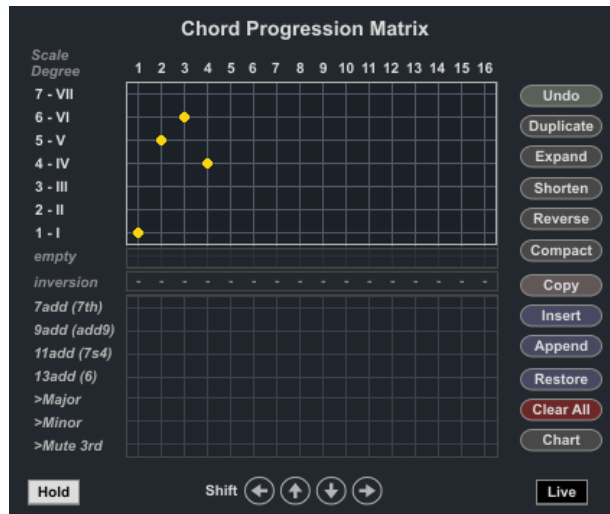 Chord Progression Matrix
Scale
Degree
1 2 3 4 5 6 7 8 9 10 11 12 13 14 15 16
7 - VII
6 - VI
5 - V
4 - IV
3 - III
2 - II
1 - I
empty
inversion - - - - - - - - - - - - - - - -
7add (7th)
9add (add9)
11add (7s4)
13add (6)
>Major
>Minor
>Mute 3rd
Undo
Duplicate
Expand
Shorten
Reverse
Compact
Copy
Insert
Append
Restore
Clear All
Chart
Hold
Shift
Live